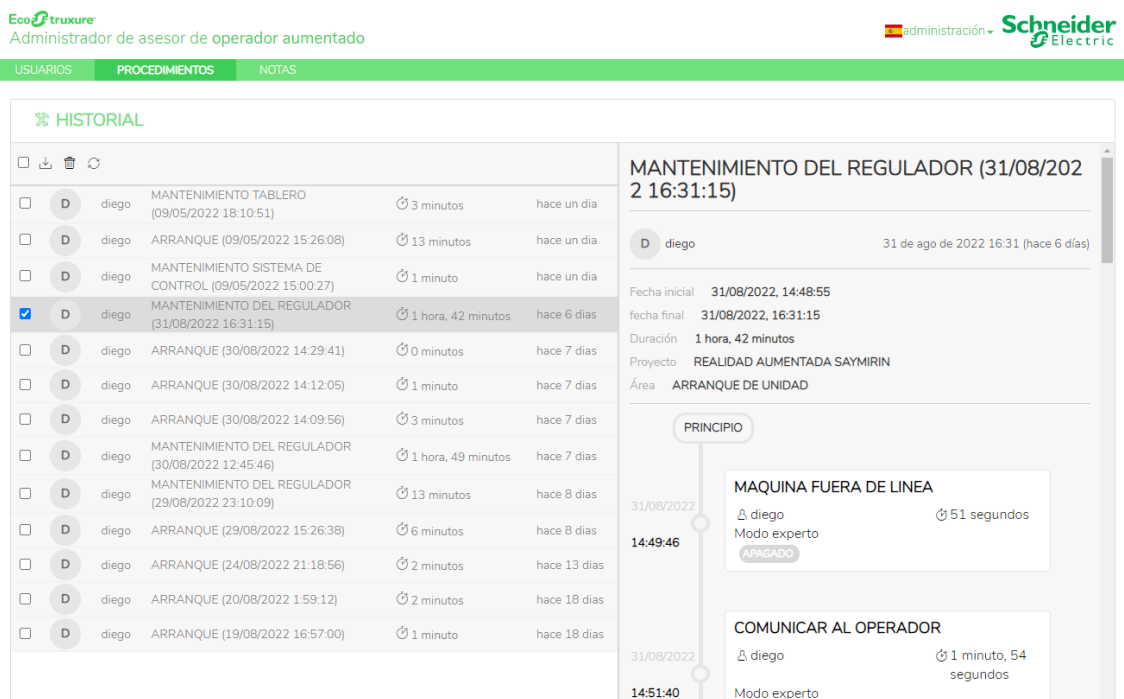 EcoStruxure
Administrador de asesor de operador aumentado
administración
Schneider
Electric
USUARIOS PROCEDIMIENTOS NOTAS
HISTORIAL
D diego MANTENIMIENTO TABLERO
(09/05/2022 18:10:51) 3 minutos hace un dia
D diego ARRANQUE (09/05/2022 15:26:08) 13 minutos hace un dia
D diego MANTENIMIENTO SISTEMA DE
CONTROL (09/05/2022 15:00:27) 1 minuto hace un dia
D diego MANTENIMIENTO DEL REGULADOR
(31/08/2022 16:31:15) 1 hora, 42 minutos hace 6 dias
D diego ARRANQUE (30/08/2022 14:29:41) 0 minutos hace 7 dias
D diego ARRANQUE (30/08/2022 14:12:05) 1 minuto hace 7 dias
D diego ARRANQUE (30/08/2022 14:09:56) 3 minutos hace 7 dias
D diego MANTENIMIENTO DEL REGULADOR
(30/08/2022 12:45:46) 1 hora, 49 minutos hace 7 dias
D diego MANTENIMIENTO DEL REGULADOR
(29/08/2022 23:10:09) 13 minutos hace 8 dias
D diego ARRANQUE (29/08/2022 15:26:38) 6 minutos hace 8 dias
D diego ARRANQUE (24/08/2022 21:18:56) 2 minutos hace 13 dias
D diego ARRANQUE (20/08/2022 1:59:12) 2 minutos hace 18 dias
D diego ARRANQUE (19/08/2022 16:57:00) 1 minuto hace 18 dias
MANTENIMIENTO DEL REGULADOR (31/08/202
2 16:31:15)
D diego 31 de ago de 2022 16:31 (hace 6 días)
Fecha inicial 31/08/2022, 14:48:55
fecha final 31/08/2022, 16:31:15
Duración 1 hora, 42 minutos
Proyecto REALIDAD AUMENTADA SAYMIRIN
Área ARRANQUE DE UNIDAD
PRINCIPIO
31/08/2022
14:49:46
MAQUINA FUERA DE LINEA
diego 51 segundos
Modo experto
APAGADO
31/08/2022
14:51:40
COMUNICAR AL OPERADOR
diego 1 minuto, 54
segundos
Modo experto